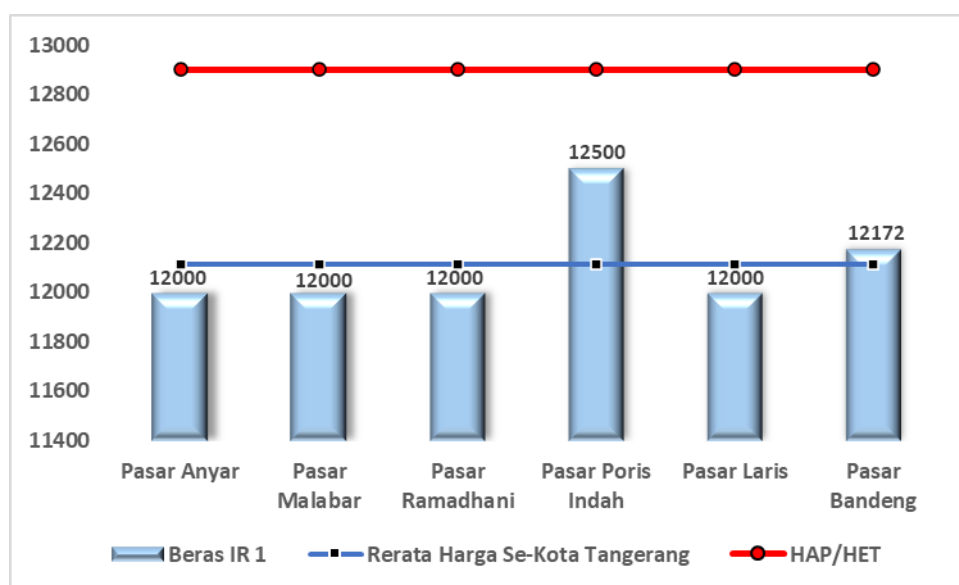 13000
12800
12600
12400
12200
12000
11800
11600
11400
12000
12000
12000
12500
12000
12172
Pasar Anyar
Pasar
Malabar
Pasar
Ramadhani
Pasar Poris
Indah
Pasar Laris
Pasar
Bandeng
Beras IR 1
Rerata Harga Se-Kota Tangerang
HAP/HET